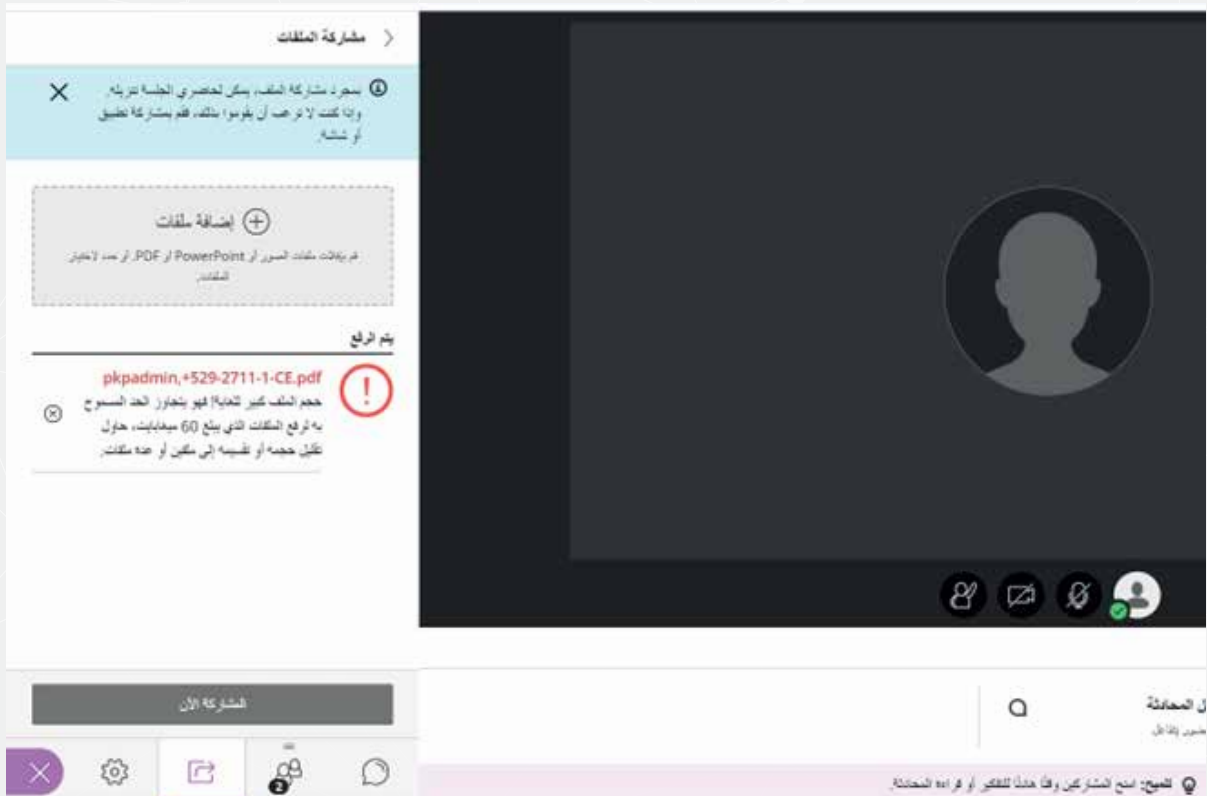 مشاركة الملفات
بمجرد مشاركة الملف، يمكن لحاضري الجلسة تنزيله.
وإذا كنت لا ترغب أن يقوموا بذلك، فقم بمشاركة تطبيق
أو شاشة.
إضافة ملفات
قم بإفلات ملفات الصور أو PowerPoint أو PDF، أو حدد لاختيار
الملفات.
يتم الرفع
pkpadmin,+529-2711-1-CE.pdf
حجم الملف كبير للغاية! فهو يتجاوز الحد المسموح
به لرفع الملفات الذي يبلغ 60 ميغابايت، حاول
تقليل حجمه أو تقسيمه إلى ملفين أو عدة ملفات.
المشاركة الآن
2
ل المحادثة
تلميح: امنح المشاركين وقتًا هادئًا للتفكير أو قراءة المحادثة.